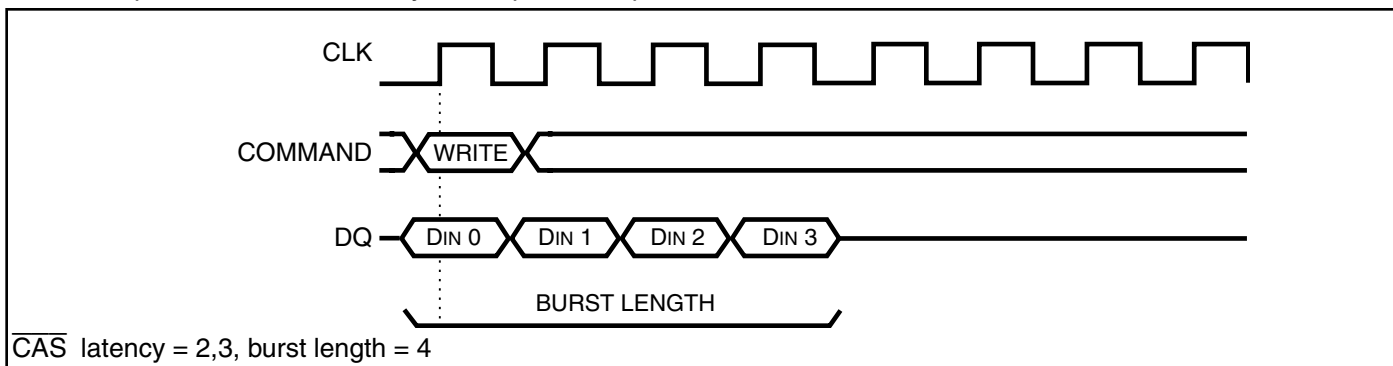 CLK
COMMAND WRITE
DQ DIN 0 DIN 1 DIN 2 DIN 3
BURST LENGTH
CAS latency = 2,3, burst length = 4